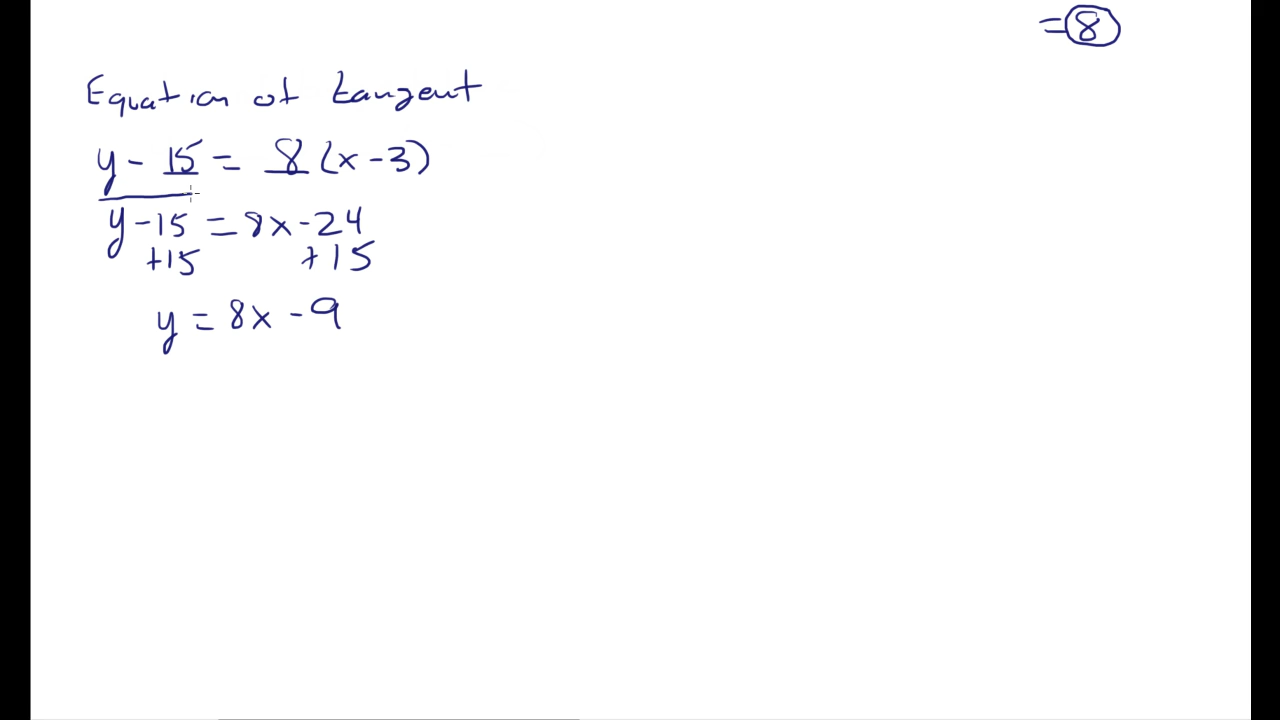 = 8
Equation of tangent
y - 15 = 8 (x - 3)
y - 15 = 8x - 24
+15 +15
y = 8x - 9